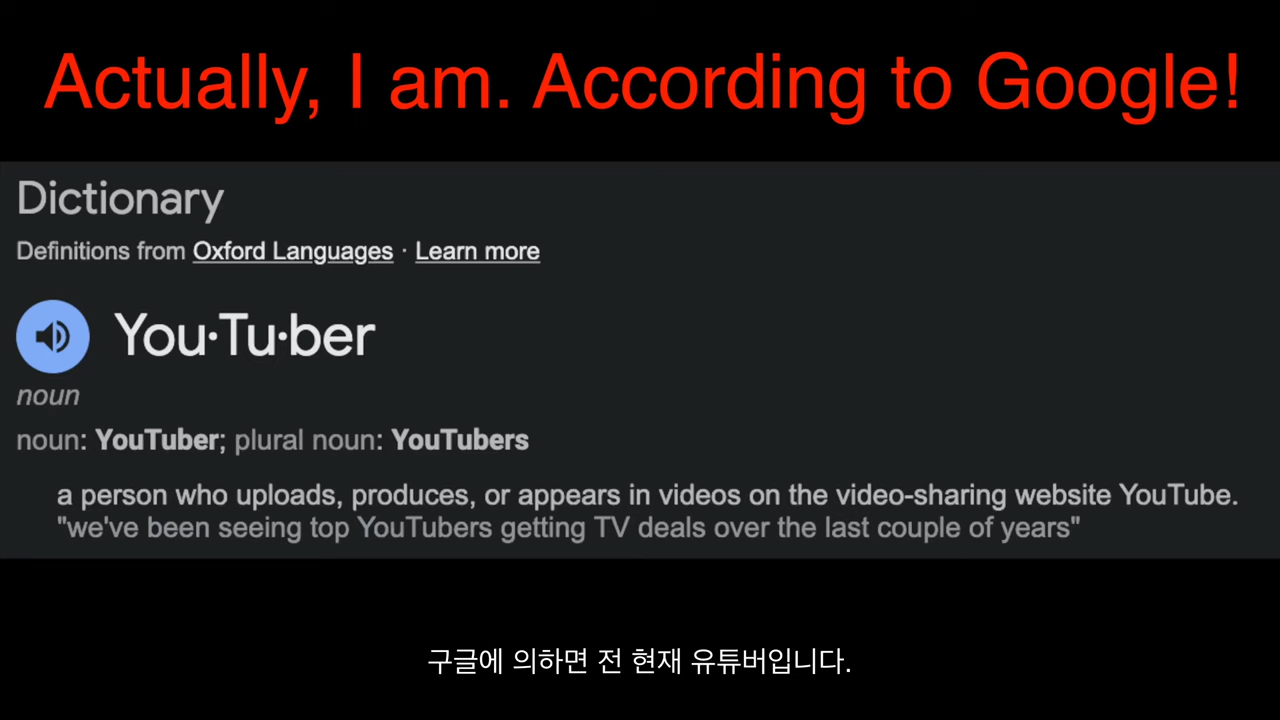 Actually, I am. According to Google!
Dictionary
Definitions from Oxford Languages · Learn more
You·Tu·ber
noun
noun: YouTuber; plural noun: YouTubers
a person who uploads, produces, or appears in videos on the video-sharing website YouTube.
"we've been seeing top YouTubers getting TV deals over the last couple of years"
구글에 의하면 전 현재 유튜버입니다.